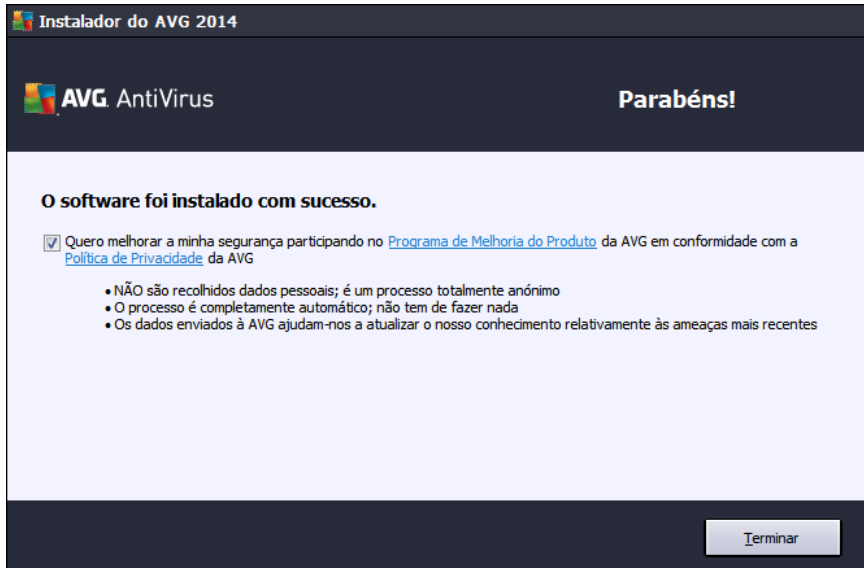 Instalador do AVG 2014
AVG. AntiVirus
Parabéns!
O software foi instalado com sucesso.
Quero melhorar a minha segurança participando no Programa de Melhoria do Produto da AVG em conformidade com a
Política de Privacidade da AVG
• NÃO são recolhidos dados pessoais; é um processo totalmente anónimo
• O processo é completamente automático; não tem de fazer nada
• Os dados enviados à AVG ajudam-nos a atualizar o nosso conhecimento relativamente às ameaças mais recentes
Terminar